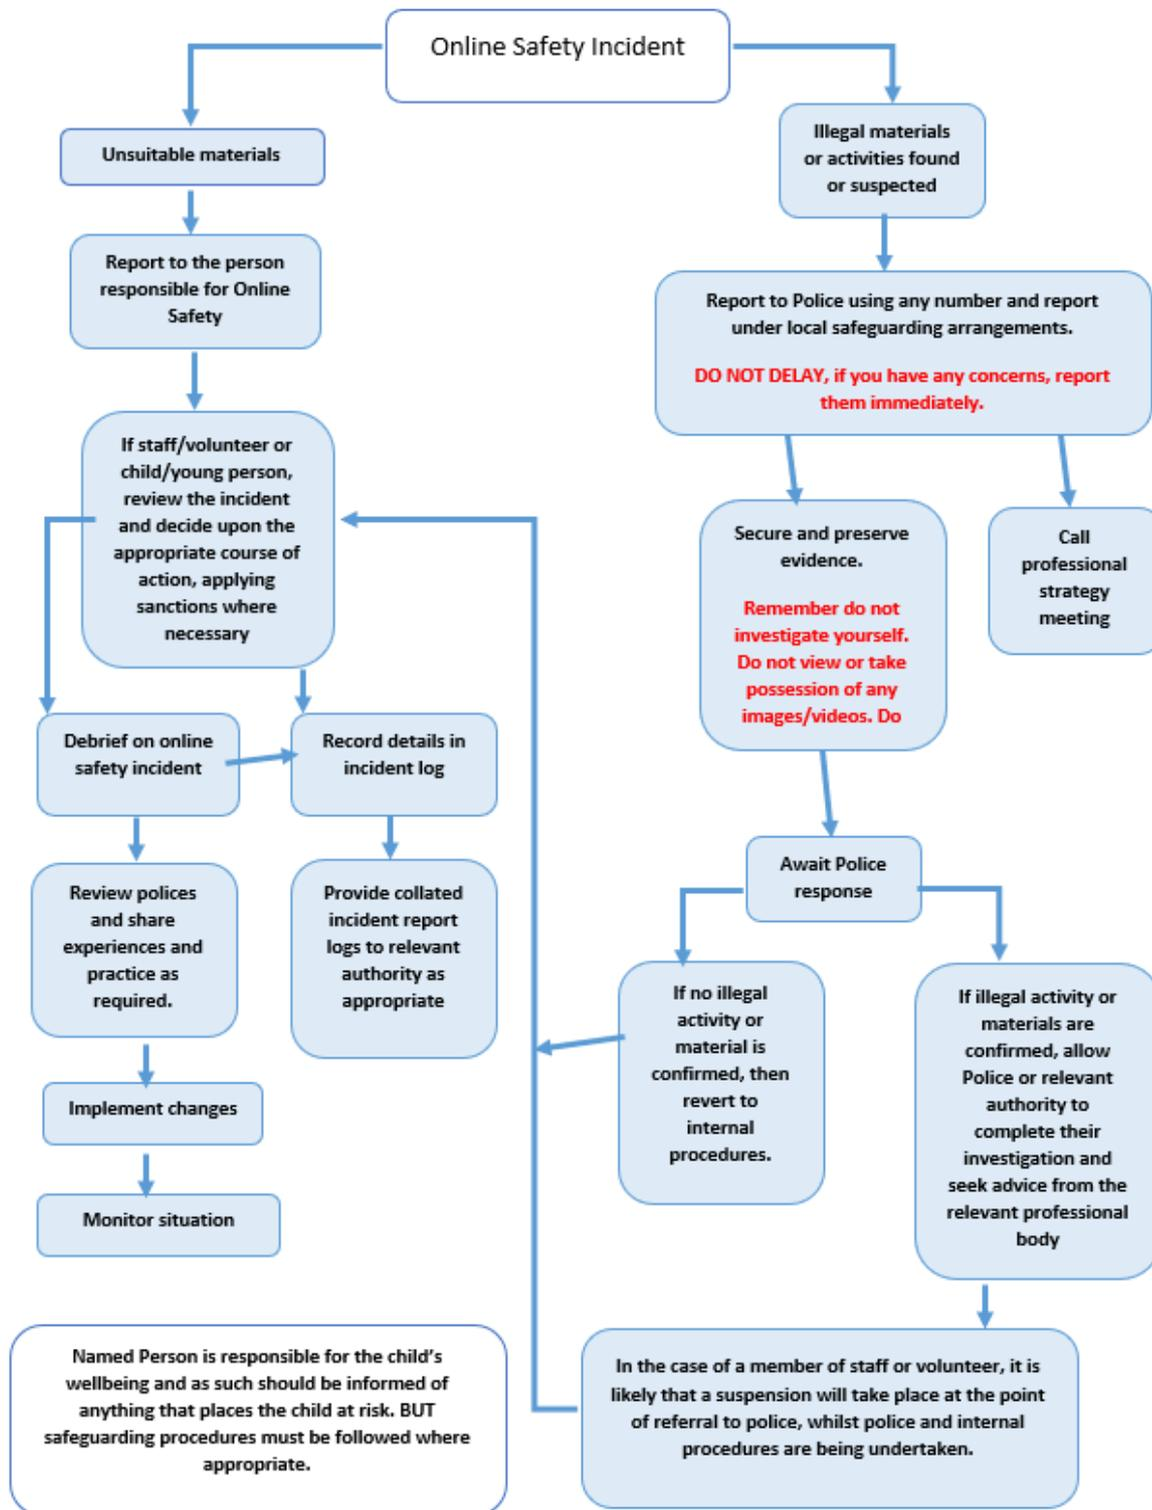 Online Safety Incident
Unsuitable materials
Report to the person
responsible for Online
Safety
If staff/volunteer or
child/young person,
review the incident
and decide upon the
appropriate course of
action, applying
sanctions where
necessary
Debrief on online
safety incident
Record details in
incident log
Review polices
and share
experiences and
practice as
required.
Provide collated
incident report
logs to relevant
authority as
appropriate
Implement changes
Monitor situation
Illegal materials
or activities found
or suspected
Report to Police using any number and report
under local safeguarding arrangements.
DO NOT DELAY, if you have any concerns, report
them immediately.
Secure and preserve
evidence.
Remember do not
investigate yourself.
Do not view or take
possession of any
images/videos. Do
Call
professional
strategy
meeting
Await Police
response
If no illegal
activity or
material is
confirmed, then
revert to
internal
procedures.
If illegal activity or
materials are
confirmed, allow
Police or relevant
authority to
complete their
investigation and
seek advice from the
relevant professional
body
In the case of a member of staff or volunteer, it is
likely that a suspension will take place at the point
of referral to police, whilst police and internal
procedures are being undertaken.
Named Person is responsible for the child’s
wellbeing and as such should be informed of
anything that places the child at risk. BUT
safeguarding procedures must be followed where
appropriate.